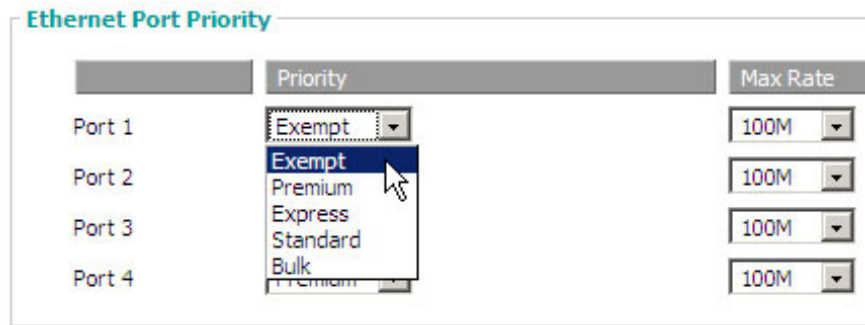 Ethernet Port Priority
Priority Max Rate
Port 1 Exempt 100M
Exempt
Port 2 Premium 100M
Express
Port 3 Standard 100M
Bulk
Port 4 Premium 100M